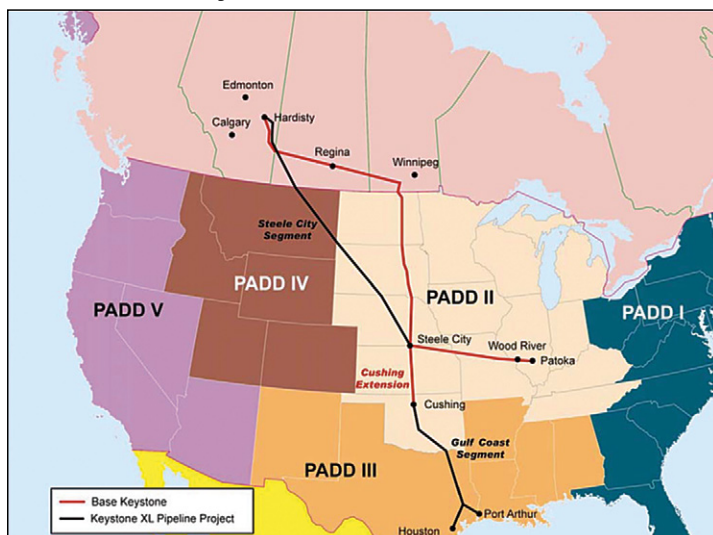 Edmonton
Hardisty
Calgary
Regina
Winnipeg
Steele City
Segment
PADD IV
PADD II
PADD I
PADD V
Steele City
Wood River
Patoka
Cushing
Extension
Cushing
Gulf Coast
Segment
PADD III
Base Keystone
Keystone XL Pipeline Project
Port Arthur
Houston